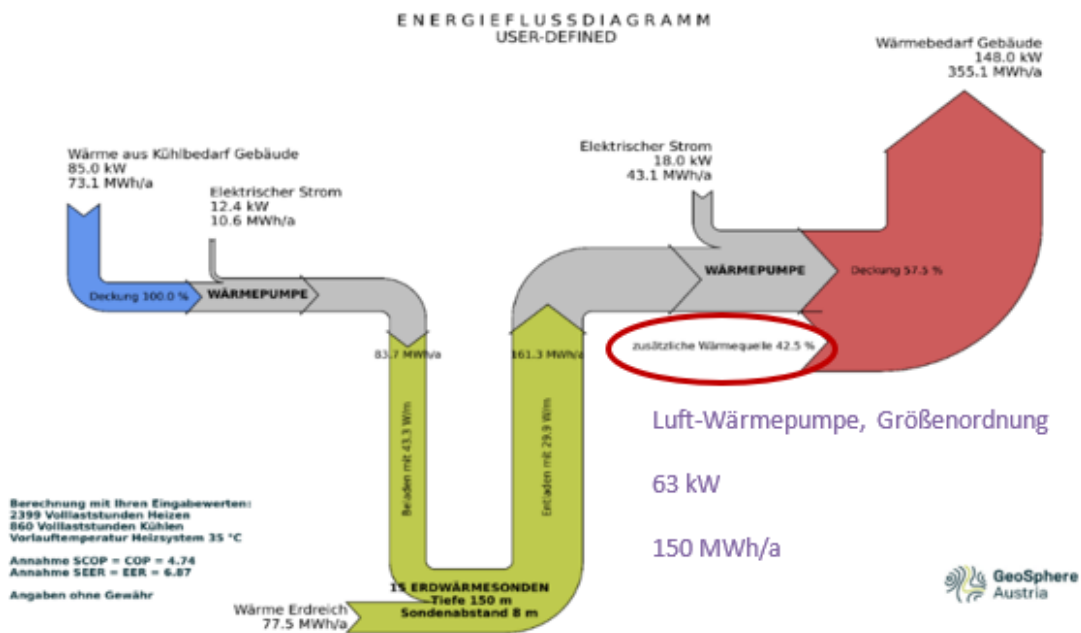 ENERGIEFLUSSDIAGRAMM
USER-DEFINED
Wärmebedarf Gebäude
148.0 kW
355.1 MWh/a
Wärme aus Kühlbedarf Gebäude
85.0 kW
73.1 MWh/a
Elektrischer Strom
12.4 kW
10.6 MWh/a
Elektrischer Strom
18.0 kW
43.1 MWh/a
Deckung 100.0 %
WÄRMEPUMPE
WÄRMEPUMPE
Deckung 57.5 %
83.7 MWh/a
161.3 MWh/a
zusätzliche Wärmequelle 42.5 %
Beladen mit 43.3 W/m
Entladen mit 29.9 W/m
Luft-Wärmepumpe, Größenordnung
63 kW
150 MWh/a
Berechnung mit Ihren Eingabewerten:
2399 Volllaststunden Heizen
860 Volllaststunden Kühlen
Vorlauftemperatur Heizsystem 35 °C
Annahme SCOP = COP = 4.74
Annahme SEER = EER = 6.87
Angaben ohne Gewähr
15 ERDWÄRMESONDEN
Tiefe 150 m
Sondenabstand 8 m
Wärme Erdreich
77.5 MWh/a
GeoSphere
Austria